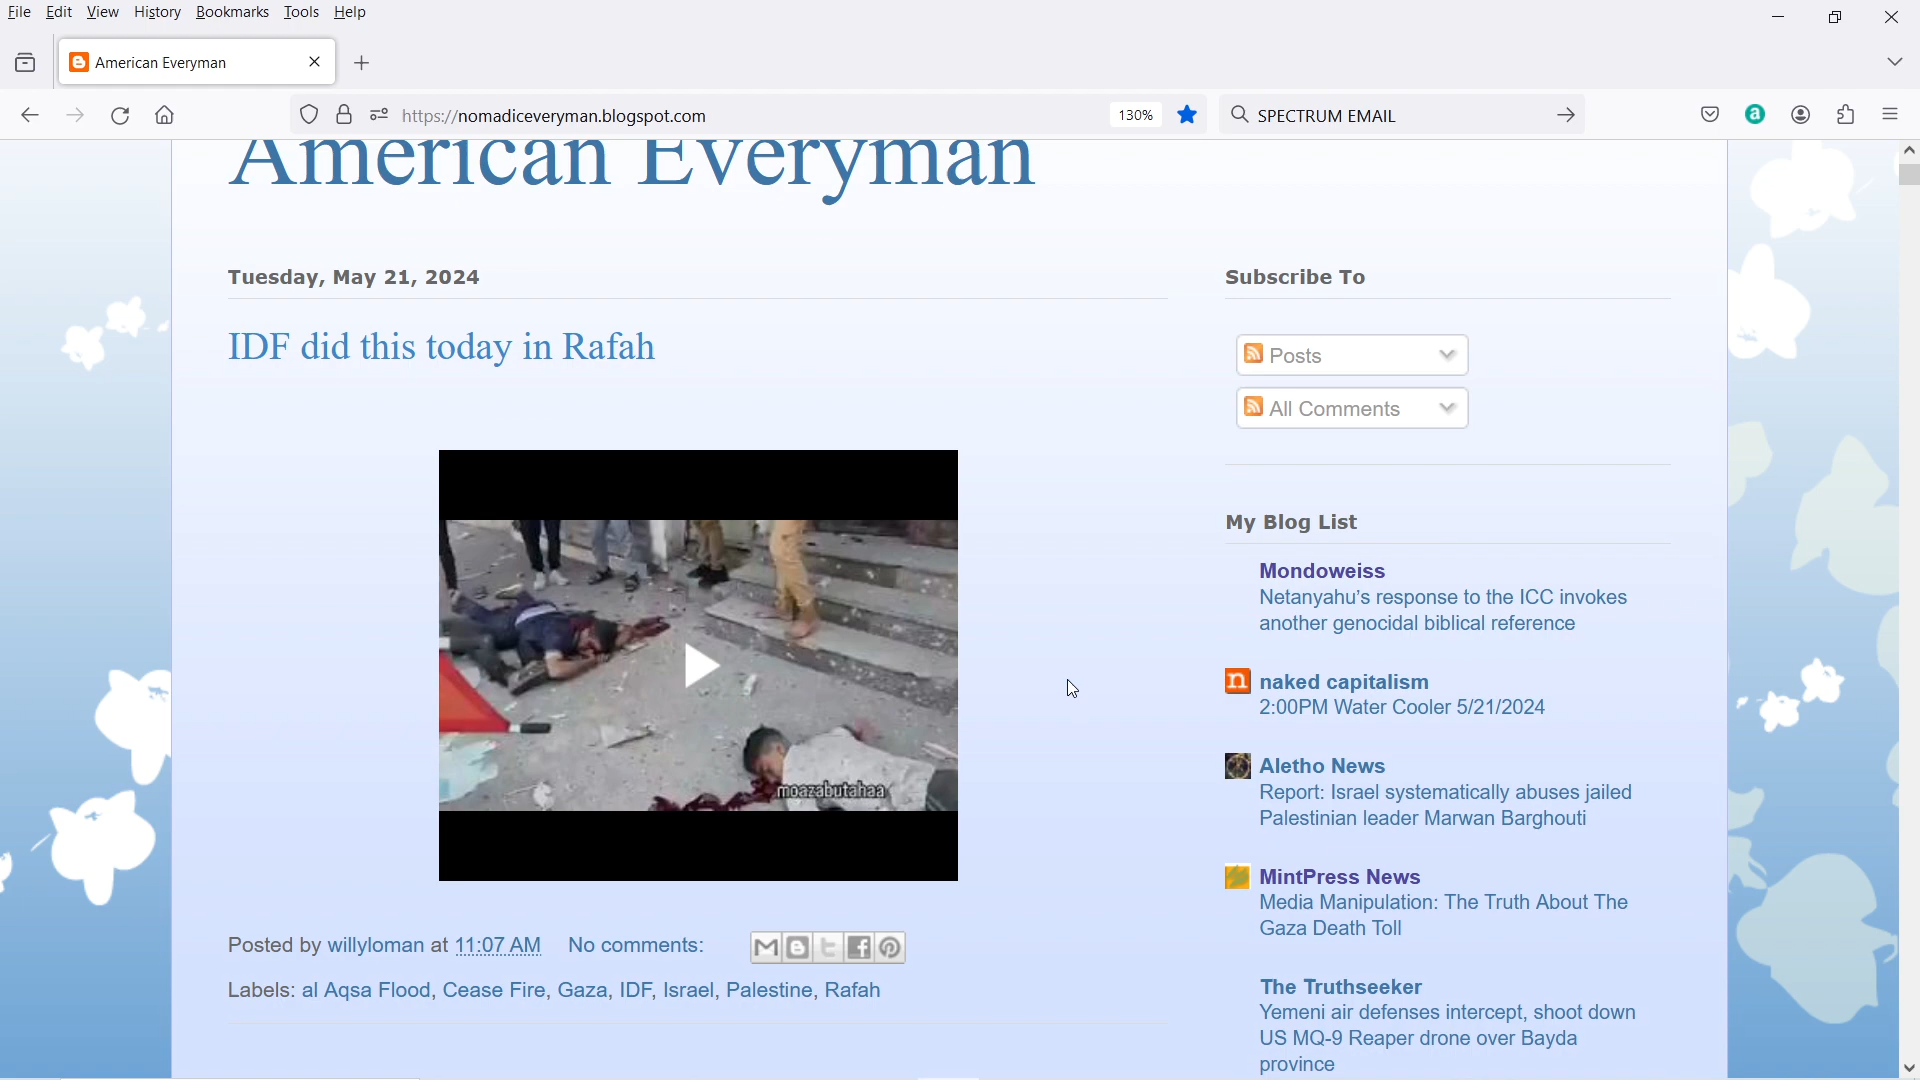 File Edit View History Bookmarks Tools Help
American Everyman
https://nomadiceveryman.blogspot.com 130% SPECTRUM EMAIL
American Everyman
Tuesday, May 21, 2024
IDF did this today in Rafah
moazabutahaa
Posted by willyloman at 11:07 AM No comments:
Labels: al Aqsa Flood, Cease Fire, Gaza, IDF, Israel, Palestine, Rafah
Subscribe To
Posts
All Comments
My Blog List
Mondoweiss
Netanyahu's response to the ICC invokes
another genocidal biblical reference
n naked capitalism
2:00PM Water Cooler 5/21/2024
Aletho News
Report: Israel systematically abuses jailed
Palestinian leader Marwan Barghouti
MintPress News
Media Manipulation: The Truth About The
Gaza Death Toll
The Truthseeker
Yemeni air defenses intercept, shoot down
US MQ-9 Reaper drone over Bayda
province